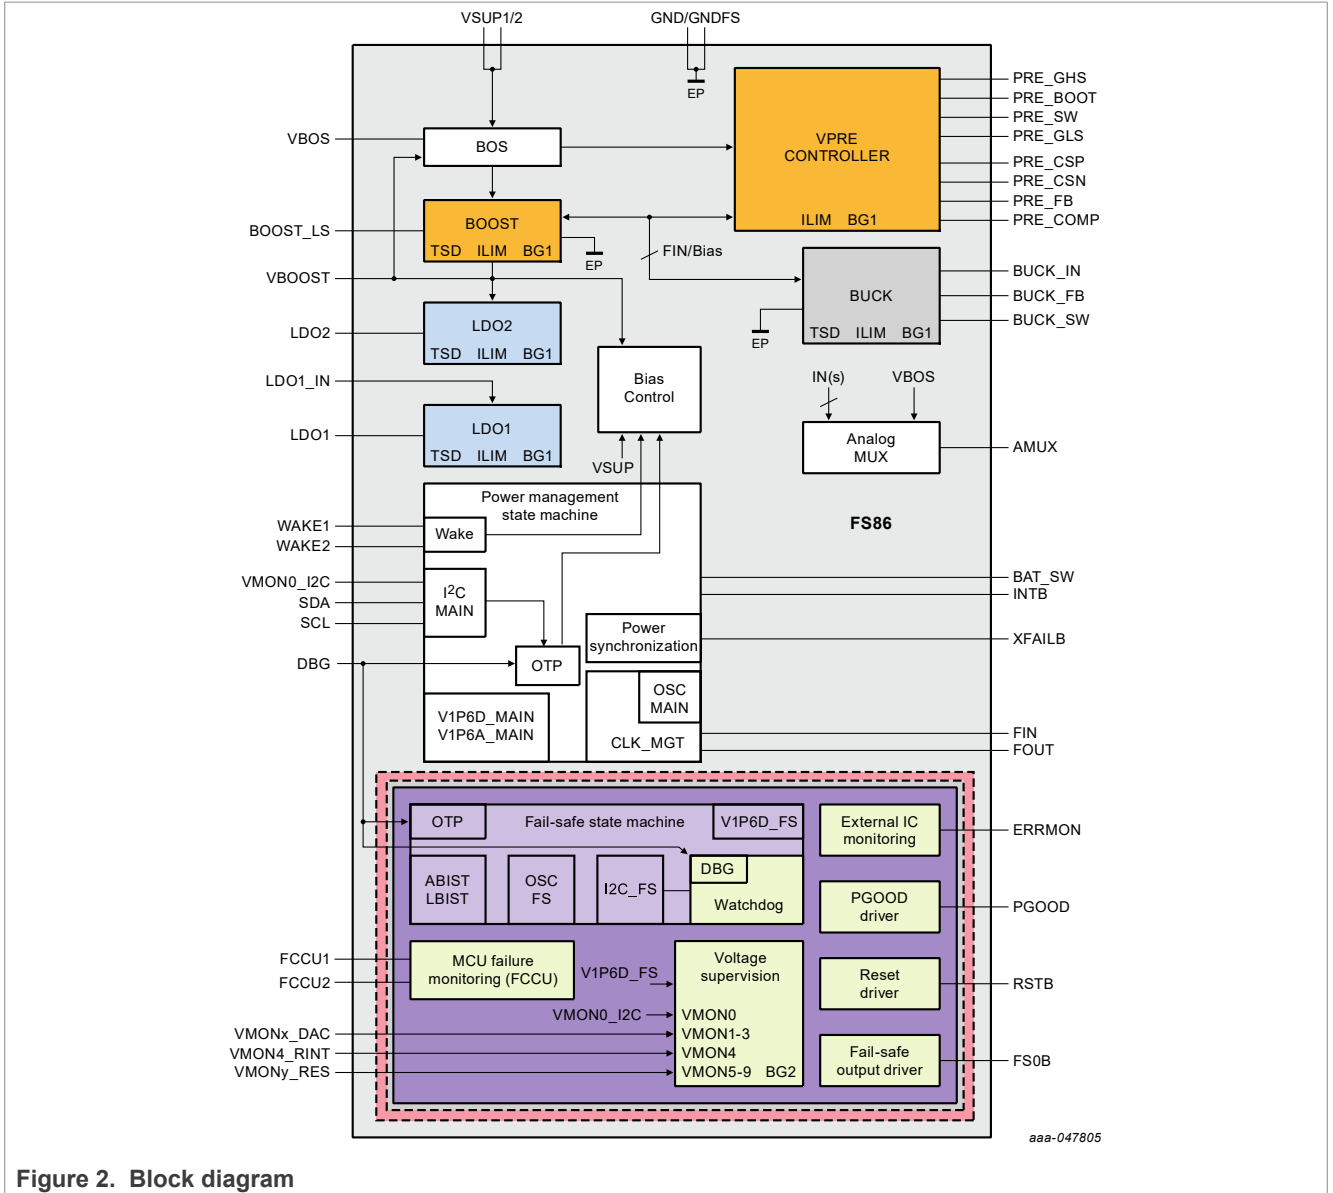 VSUP1/2
GND/GNDFS
EP
VBOS
BOS
BOOST_LS
BOOST
TSD ILIM BG1
EP
VBOOST
LDO2
LDO2
TSD ILIM BG1
LDO1_IN
LDO1
LDO1
TSD ILIM BG1
VPRE
CONTROLLER
ILIM BG1
PRE_GHS
PRE_BOOT
PRE_SW
PRE_GLS
PRE_CSP
PRE_CSN
PRE_FB
PRE_COMP
FIN/Bias
BUCK
TSD ILIM BG1
EP
BUCK_IN
BUCK_FB
BUCK_SW
Bias
Control
VSUP
IN(s)
VBOS
Analog
MUX
AMUX
FS86
Power management
state machine
WAKE1
WAKE2
Wake
VMON0_I2C
SDA
SCL
I2C
MAIN
DBG
OTP
Power
synchronization
OSC
MAIN
CLK_MGT
V1P6D_MAIN
V1P6A_MAIN
BAT_SW
INTB
XFAILB
FIN
FOUT
OTP
Fail-safe state machine
V1P6D_FS
ABIST
LBIST
OSC
FS
I2C_FS
DBG
Watchdog
External IC
monitoring
ERRMON
PGOOD
driver
PGOOD
FCCU1
FCCU2
MCU failure
monitoring (FCCU)
V1P6D_FS
VMON0_I2C
Voltage
supervision
VMON0
VMON1-3
VMON4
VMON5-9 BG2
VMONx_DAC
VMON4_RINT
VMONy_RES
Reset
driver
RSTB
Fail-safe
output driver
FS0B
aaa-047805
Figure 2. Block diagram